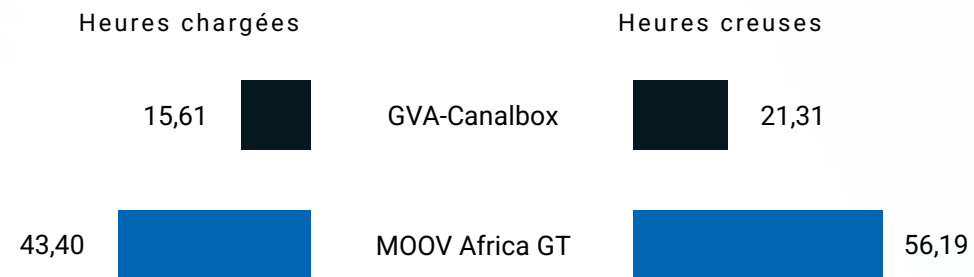 Heures chargées
Heures creuses
15,61
GVA-Canalbox
21,31
43,40
MOOV Africa GT
56,19